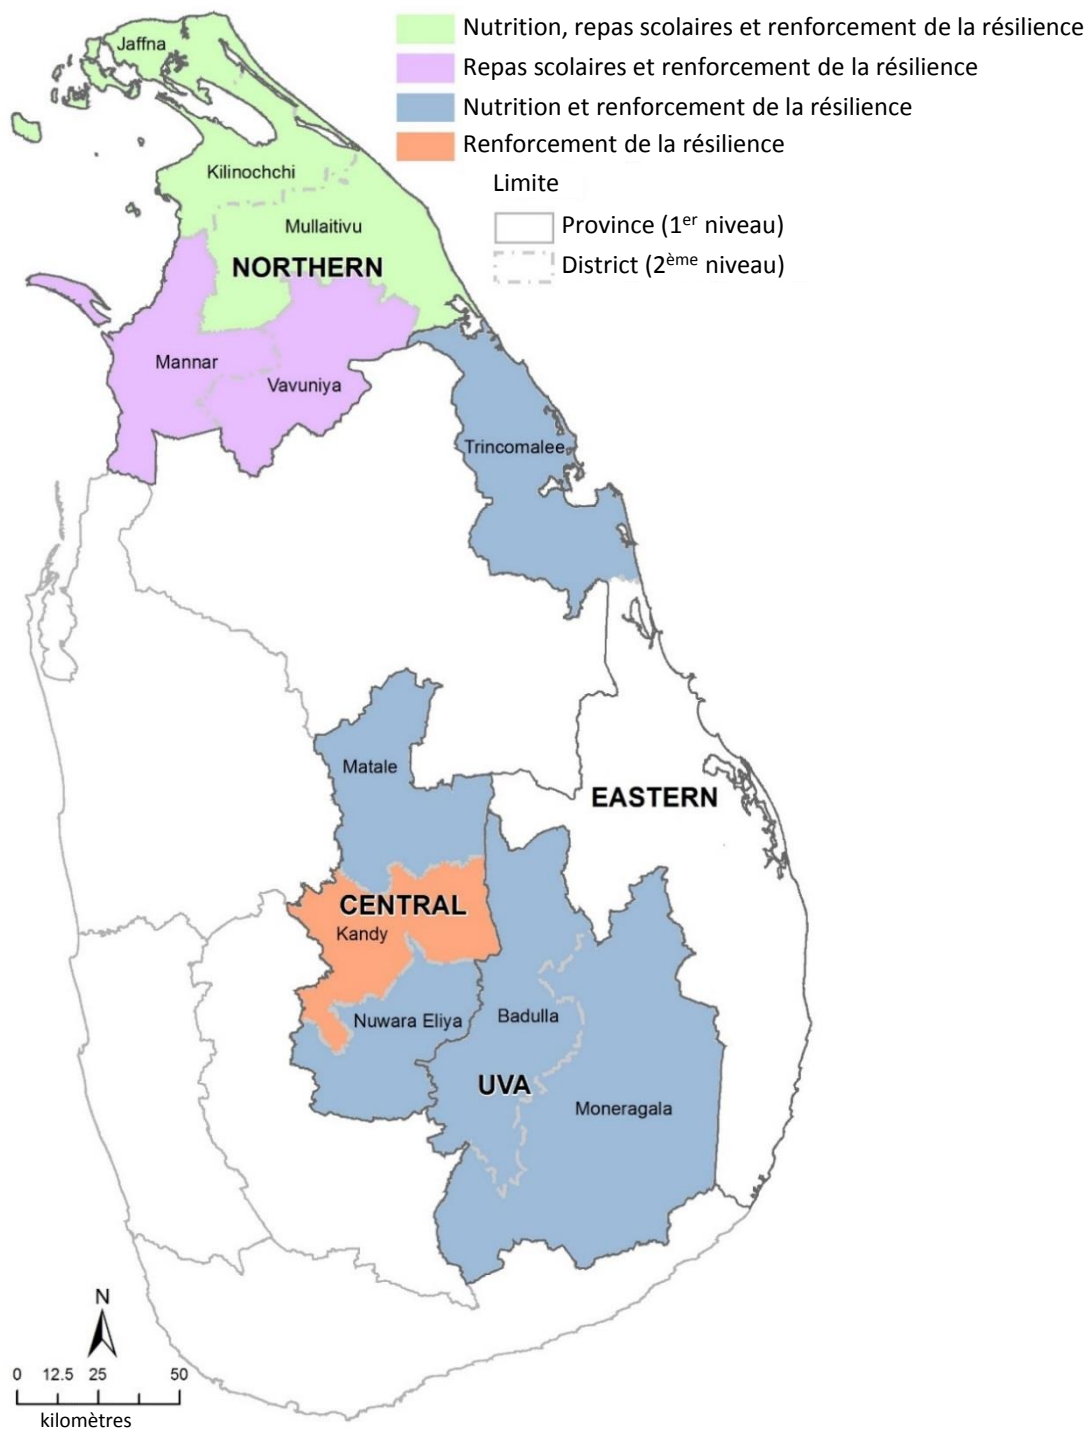 Jaffna
Nutrition, repas scolaires et renforcement de la résilience
Repas scolaires et renforcement de la résilience
Nutrition et renforcement de la résilience
Renforcement de la résilience
Limite
Province (1er niveau)
District (2ème niveau)
Kilinochchi
Mullaitivu
NORTHERN
Mannar
Vavuniya
Trincomalee
Matale
EASTERN
CENTRAL
Kandy
Nuwara Eliya
Badulla
UVA
Moneragala
N
0 12.5 25 50
kilomètres